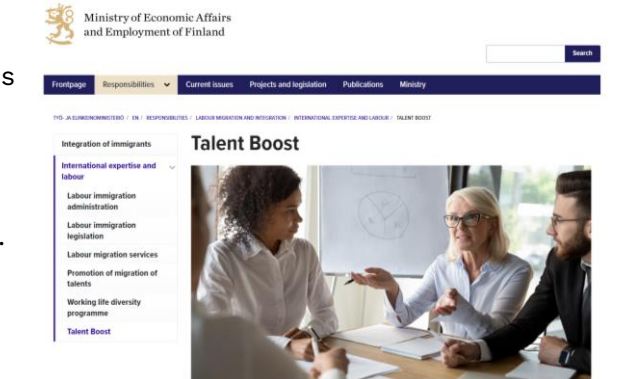 Ministry of Economic Affairs
and Employment of Finland
Search
s
Frontpage Responsibilities Current issues Projects and legislation Publications Ministry
TYÖ- JA ELINKEINOMINISTERIÖ / EN / RESPONSIBILITIES / LABOUR MIGRATION AND INTEGRATION / INTERNATIONAL EXPERTISE AND LABOUR / TALENT BOOST
Integration of immigrants
International expertise and
labour
Labour immigration
administration
Labour immigration
legislation
Labour migration services
Promotion of migration of
talents
Working life diversity
programme
Talent Boost
Talent Boost
.